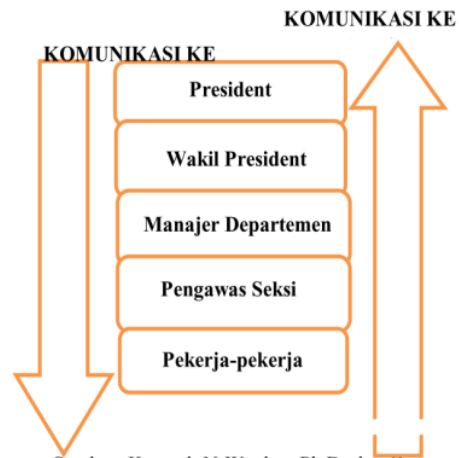 KOMUNIKASI KE
KOMUNIKASI KE
President
Wakil President
Manajer Departemen
Pengawas Seksi
Pekerja-pekerja